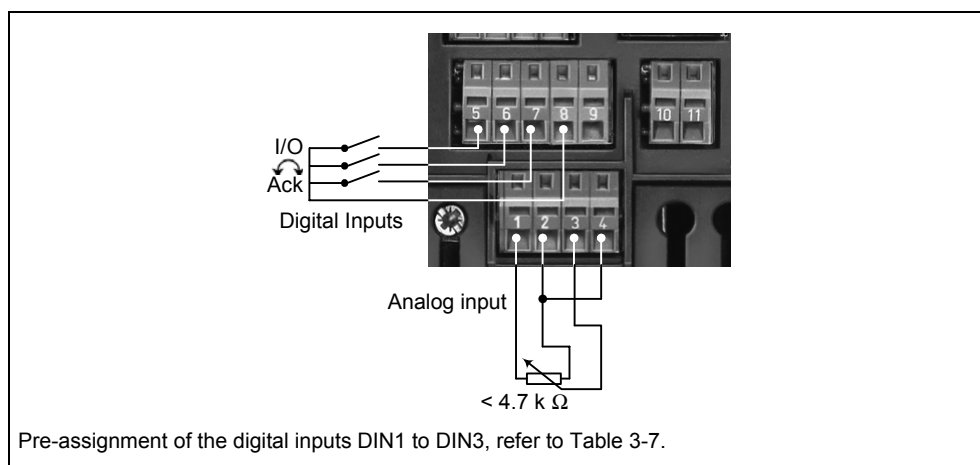 5 6 7 8 9
10 11
I/O
Ack
Digital Inputs
1 2 3 4
Analog input
< 4.7 k Ω
Pre-assignment of the digital inputs DIN1 to DIN3, refer to Table 3-7.